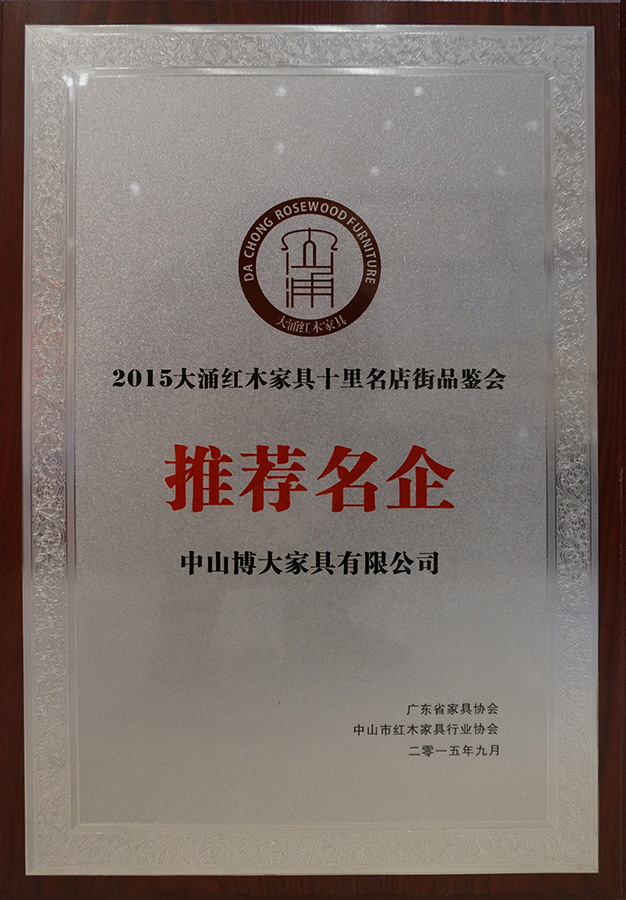 DA CHONG ROSEWOOD FURNITURE
大涌红木家具
2015大涌红木家具十里名店街品鉴会
推荐名企
中山博大家具有限公司
广东省家具协会
中山市红木家具行业协会
二零一五年九月